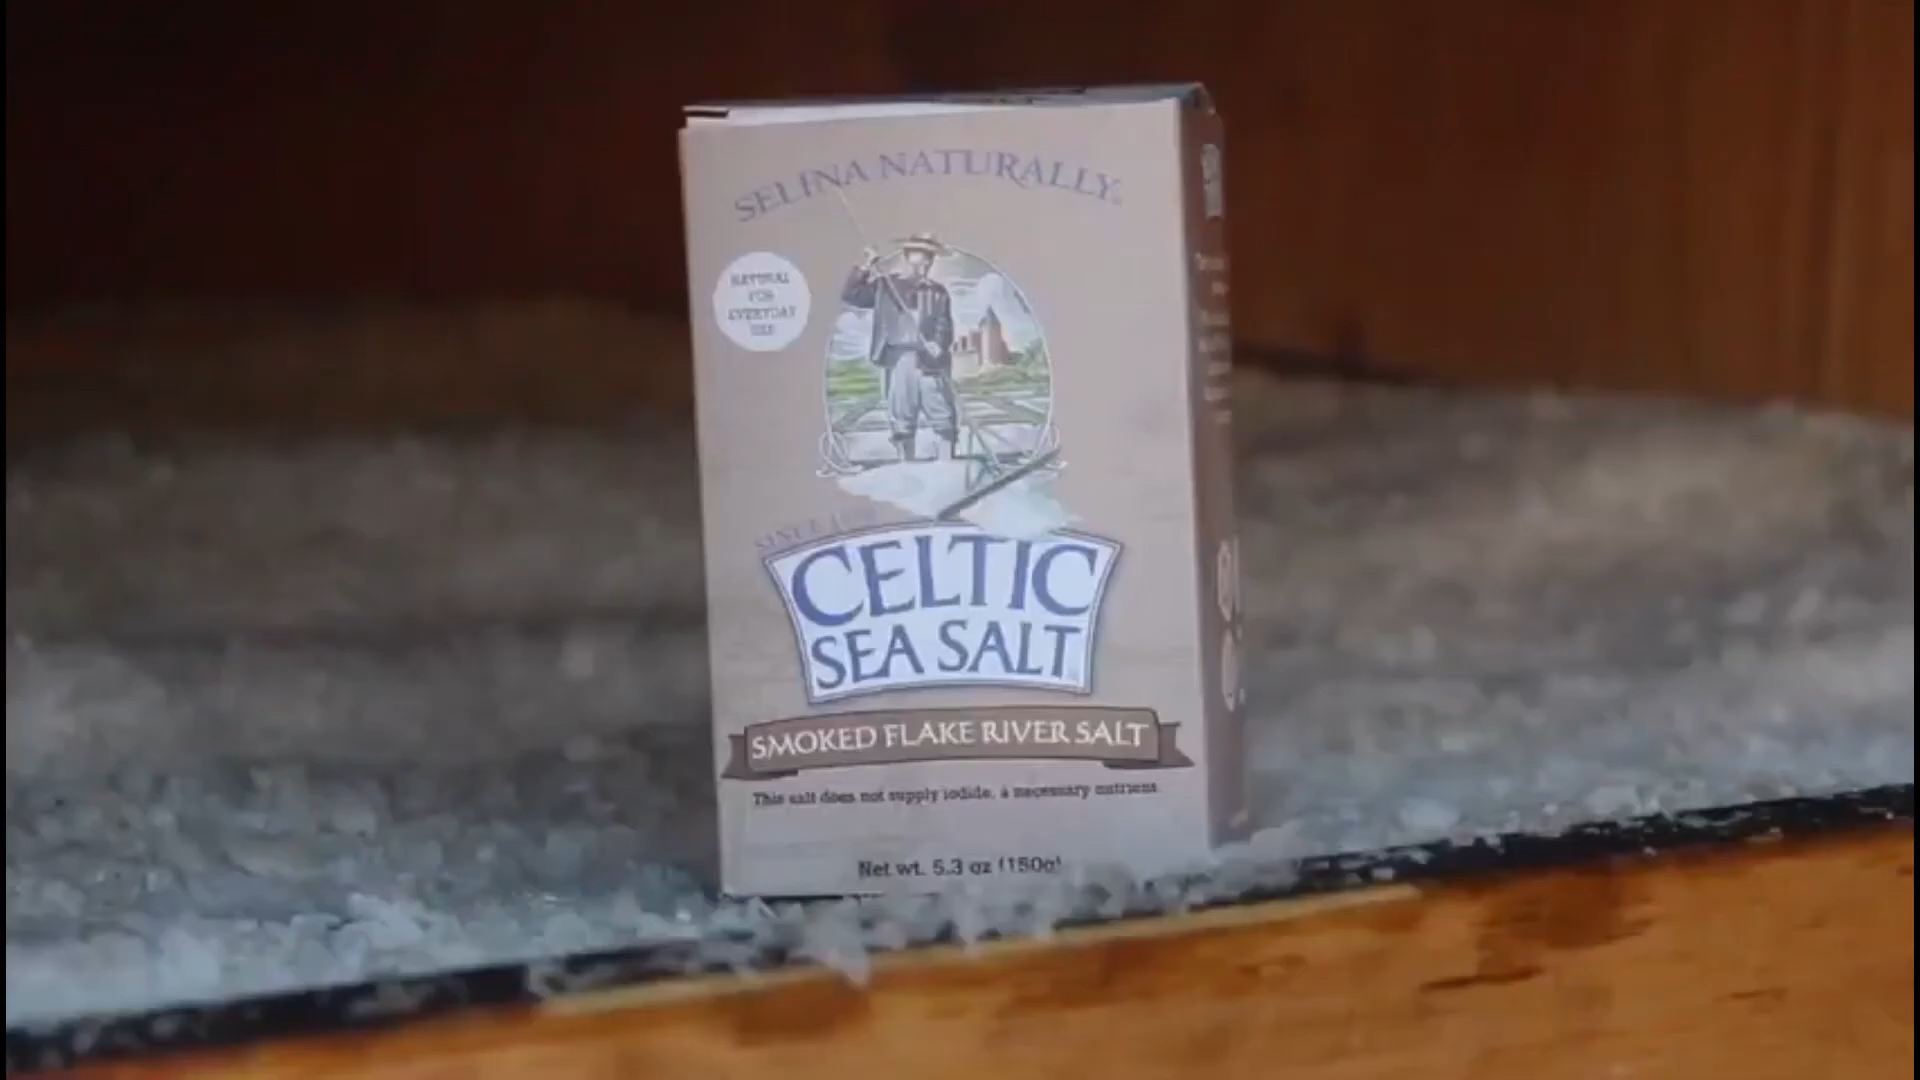 SELINA NATURALLY
NATURAL
FOR
EVERYDAY
USE
CELTIC
SEA SALT
SMOKED FLAKE RIVER SALT
This salt does not supply iodide, a necessary nutrient.
Net wt. 5.3 oz (150g)